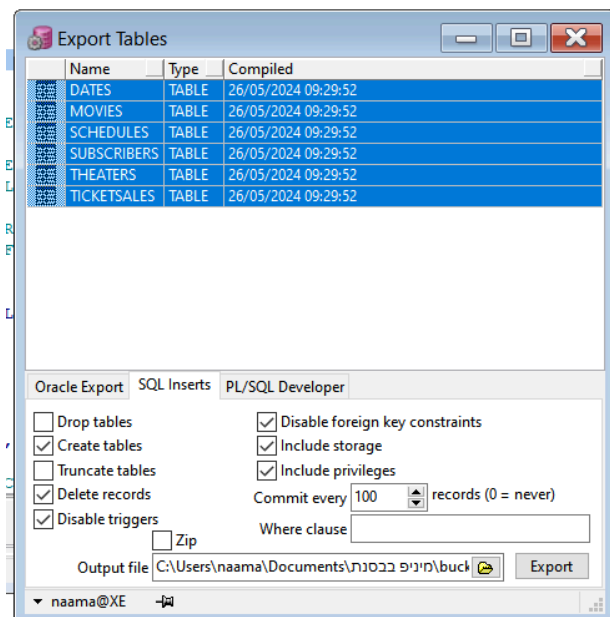 Export Tables
Name Type Compiled
DATES TABLE 26/05/2024 09:29:52
MOVIES TABLE 26/05/2024 09:29:52
SCHEDULES TABLE 26/05/2024 09:29:52
SUBSCRIBERS TABLE 26/05/2024 09:29:52
THEATERS TABLE 26/05/2024 09:29:52
TICKETSALES TABLE 26/05/2024 09:29:52
Oracle Export SQL Inserts PL/SQL Developer
Drop tables Disable foreign key constraints
Create tables Include storage
Truncate tables Include privileges
Delete records Commit every 100 records (0 = never)
Disable triggers Where clause
Zip
Output file C:\Users\naama\Documents\מיניפ בבסנת\buck Export
naama@XE